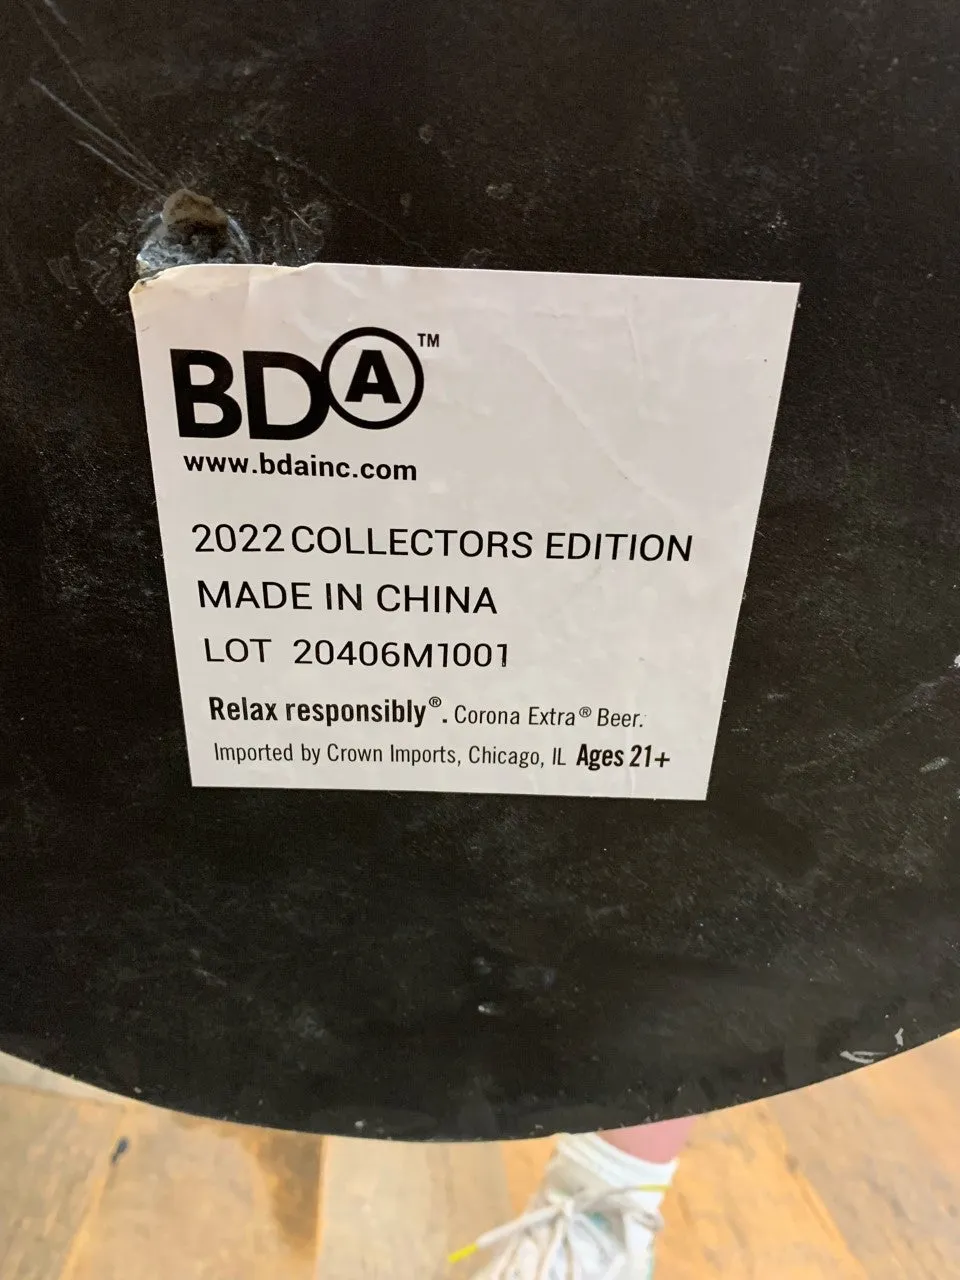 BDA™
www.bdainc.com
2022 COLLECTORS EDITION
MADE IN CHINA
LOT 20406M1001
Relax responsibly®. Corona Extra® Beer.
Imported by Crown Imports, Chicago, IL Ages 21+